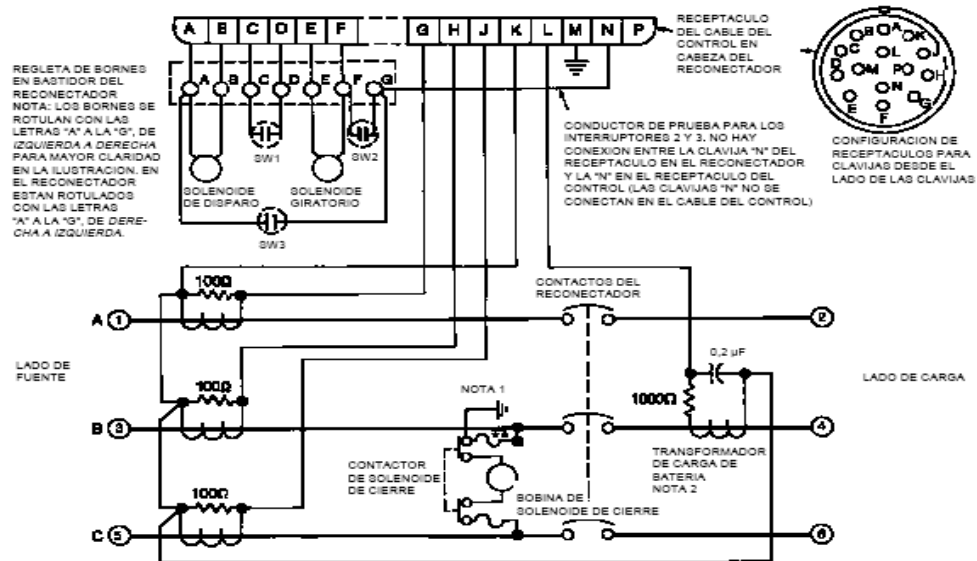 A B C D E F G H J K L M N P
RECEPTACULO
DEL CABLE DEL
CONTROL EN
CABEZA DEL
RECONECTADOR
B A K
C L J
D M P H
N
E F G
CONFIGURACION DE
RECEPTACULOS PARA
CLAVIJAS DESDE EL
LADO DE LAS CLAVIJAS
REGLETA DE BORNES
EN BASTIDOR DEL
RECONECTADOR
NOTA: LOS BORNES SE
ROTULAN CON LAS
LETRAS "A" A LA "G", DE
IZQUIERDA A DERECHA
PARA MAYOR CLARIDAD
EN LA ILUSTRACION. EN
EL RECONECTADOR
ESTAN ROTULADOS
CON LAS LETRAS
"A" A LA "G", DE DERE-
CHA A IZQUIERDA.
A B C D E F G
SW1
SW2
SOLENOIDE
DE DISPARO
SOLENOIDE
GIRATORIO
SW3
CONDUCTOR DE PRUEBA PARA LOS
INTERRUPTORES 2 Y 3. NO HAY
CONEXION ENTRE LA CLAVIJA "N" DEL
RECEPTACULO EN EL RECONECTADOR
Y LA "N" EN EL RECEPTACULO DEL
CONTROL (LAS CLAVIJAS "N" NO SE
CONECTAN EN EL CABLE DEL CONTROL)
100Ω
CONTACTOS DEL
RECONECTADOR
A 1
2
LADO DE
FUENTE
100Ω
NOTA 1
0,2 µF
1000Ω
LADO DE CARGA
B 3
4
CONTACTOR
DE SOLENOIDE
DE CIERRE
TRANSFORMADOR
DE CARGA DE
BATERIA
NOTA 2
100Ω
BOBINA DE
SOLENOIDE DE CIERRE
C 5
6